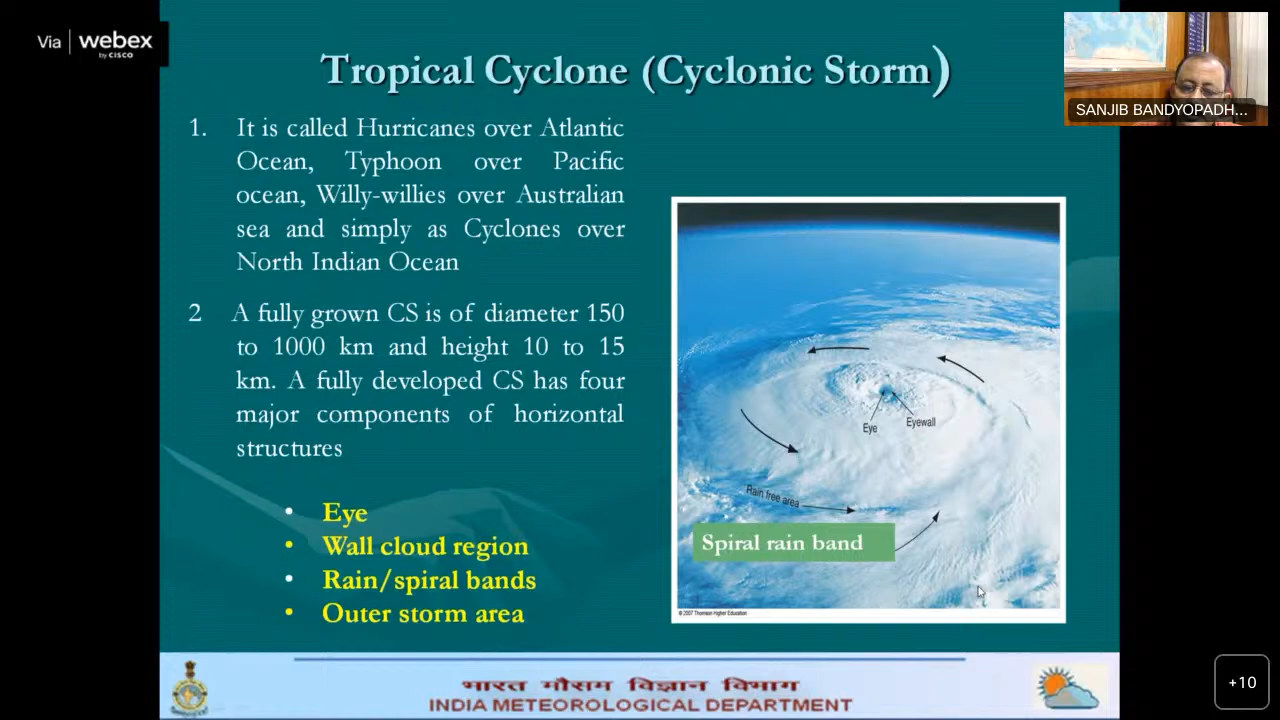 Via webex
by CISCO
Tropical Cyclone (Cyclonic Storm)
SANJIB BANDYOPADH...
1. It is called Hurricanes over Atlantic
Ocean, Typhoon over Pacific
ocean, Willy-willies over Australian
sea and simply as Cyclones over
North Indian Ocean
2 A fully grown CS is of diameter 150
to 1000 km and height 10 to 15
km. A fully developed CS has four
major components of horizontal
structures
• Eye
• Wall cloud region
• Rain/spiral bands
• Outer storm area
Eye
Eyewall
Rain free area
Spiral rain band
© 2007 Thomson Higher Education
भारत मौसम विज्ञान विभाग
INDIA METEOROLOGICAL DEPARTMENT
+10